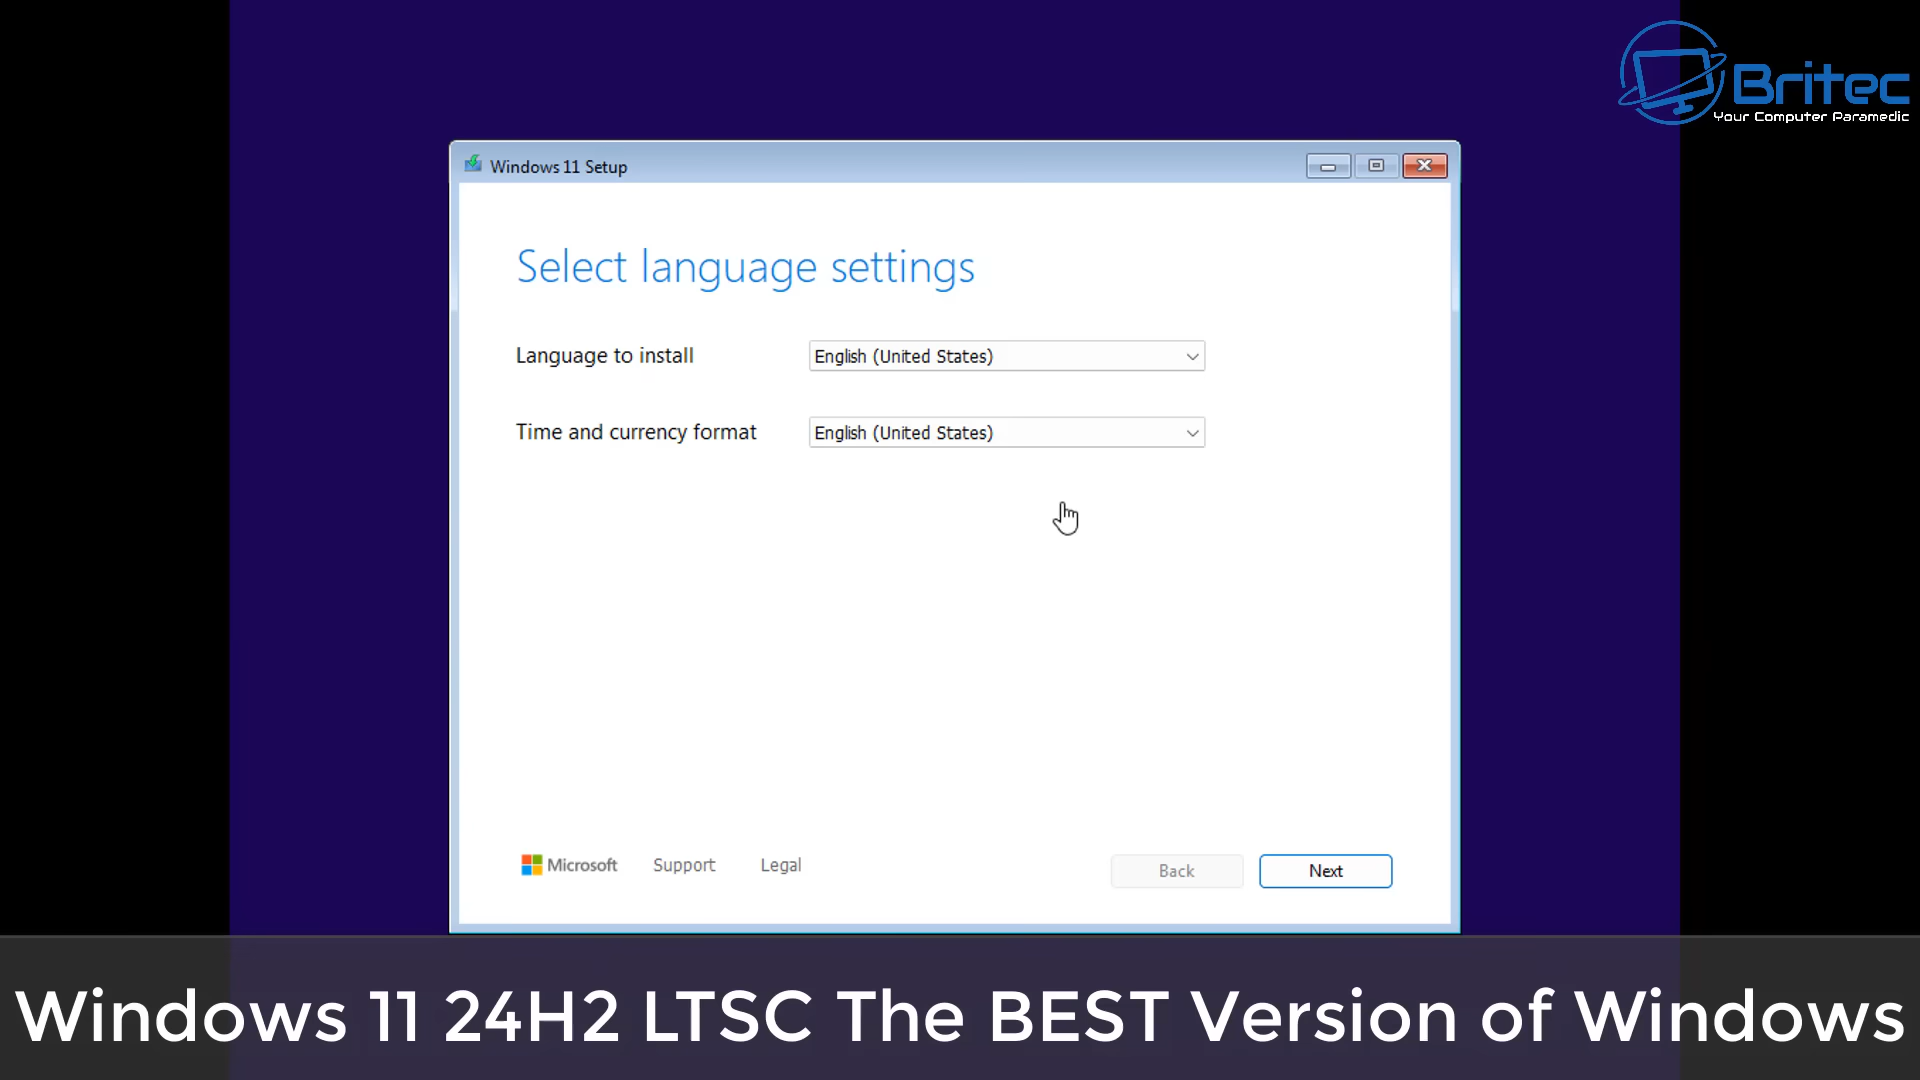 Britec
Your Computer Paramedic
Windows 11 Setup
Select language settings
Language to install
English (United States)
Time and currency format
English (United States)
Microsoft
Support
Legal
Back
Next
Windows 11 24H2 LTSC The BEST Version of Windows